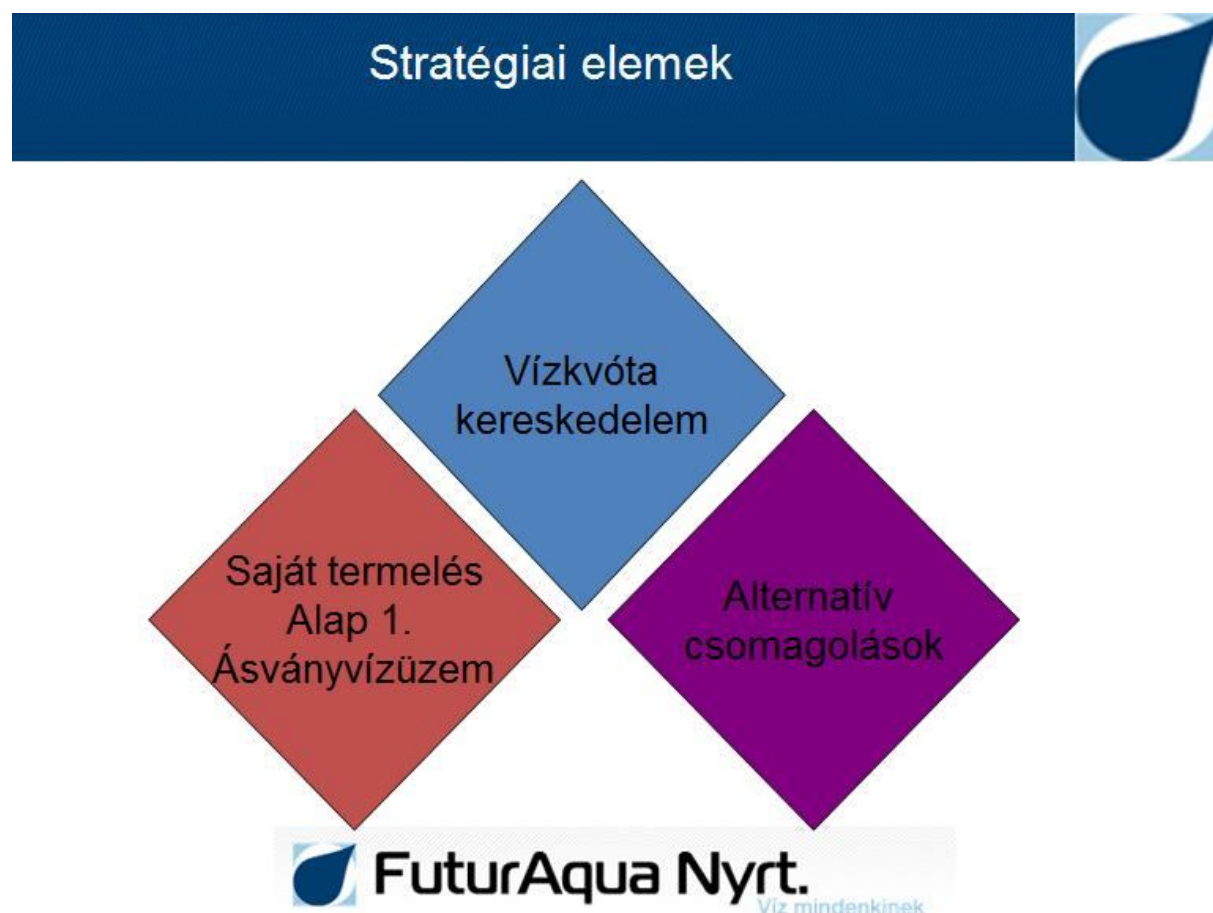 Stratégiai elemek
Vízkvóta
kereskedelem
Saját termelés
Alap 1.
Ásványvízüzem
Alternatív
csomagolások
FuturAqua Nyrt.
Víz mindenkinek